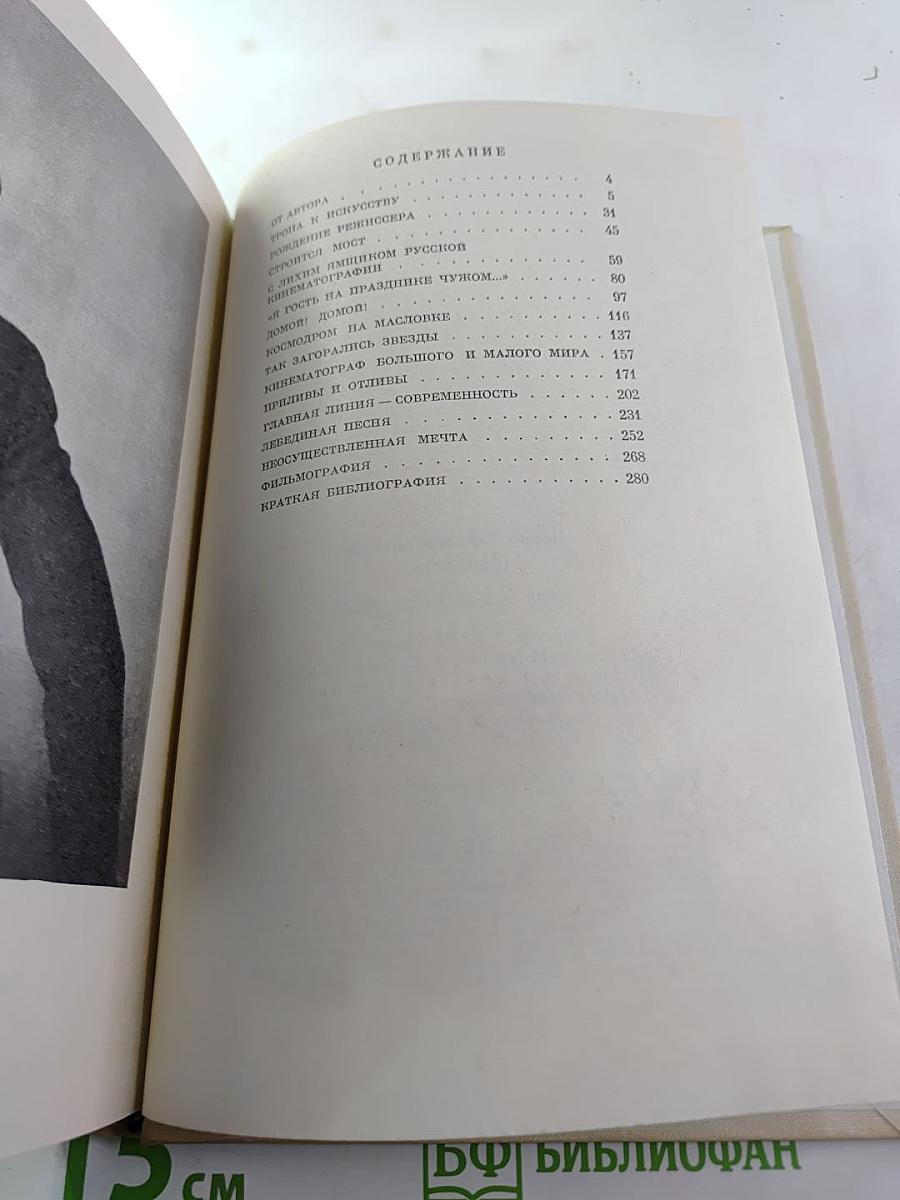 СОДЕРЖАНИЕ
ОТ АВТОРА . . . . . . . . . . . . . . . . 4
ТРОПА К ИСКУССТВУ . . . . . . . . . . . . 5
РОЖДЕНИЕ РЕЖИССЕРА . . . . . . . . . . . 31
СТРОИТСЯ МОСТ . . . . . . . . . . . . . . 45
С ЛИХИМ ЯМЩИКОМ РУССКОЙ
КИНЕМАТОГРАФИИ . . . . . . . . . . . . . 59
«Я ГОСТЬ НА ПРАЗДНИКЕ ЧУЖОМ...» . . . . . 80
ДОМОЙ! ДОМОЙ! . . . . . . . . . . . . . . 97
КОСМОДРОМ НА МАСЛОВКЕ . . . . . . . . . 116
ТАК ЗАГОРАЛИСЬ ЗВЕЗДЫ . . . . . . . . . . 137
КИНЕМАТОГРАФ БОЛЬШОГО И МАЛОГО МИРА . 157
ПРИЛИВЫ И ОТЛИВЫ . . . . . . . . . . . . 171
ГЛАВНАЯ ЛИНИЯ — СОВРЕМЕННОСТЬ . . . . . . 202
ЛЕБЕДИНАЯ ПЕСНЯ . . . . . . . . . . . . . 231
НЕОСУЩЕСТВЛЕННАЯ МЕЧТА . . . . . . . . . 252
ФИЛЬМОГРАФИЯ . . . . . . . . . . . . . . 268
КРАТКАЯ БИБЛИОГРАФИЯ . . . . . . . . . . 280
5 см
БФ БИБЛИОФАН